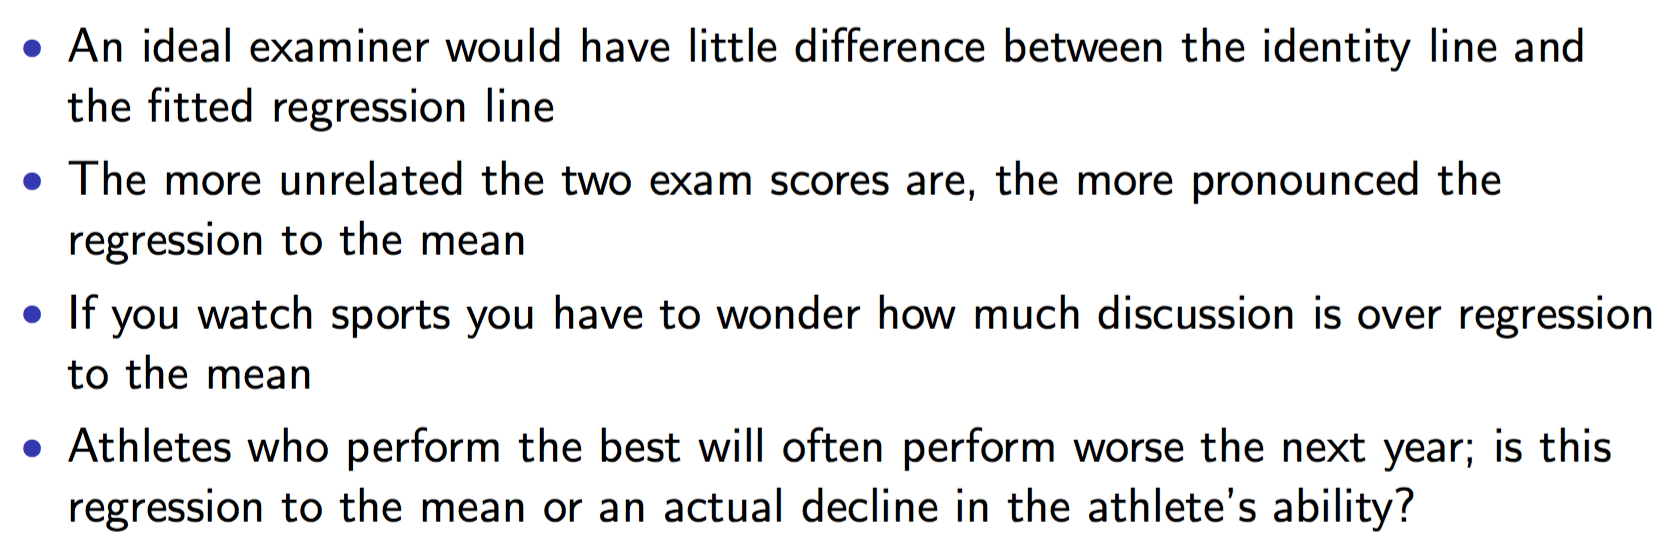 • An ideal examiner would have little difference between the identity line and
the fitted regression line
• The more unrelated the two exam scores are, the more pronounced the
regression to the mean
• If you watch sports you have to wonder how much discussion is over regression
to the mean
• Athletes who perform the best will often perform worse the next year; is this
regression to the mean or an actual decline in the athlete's ability?